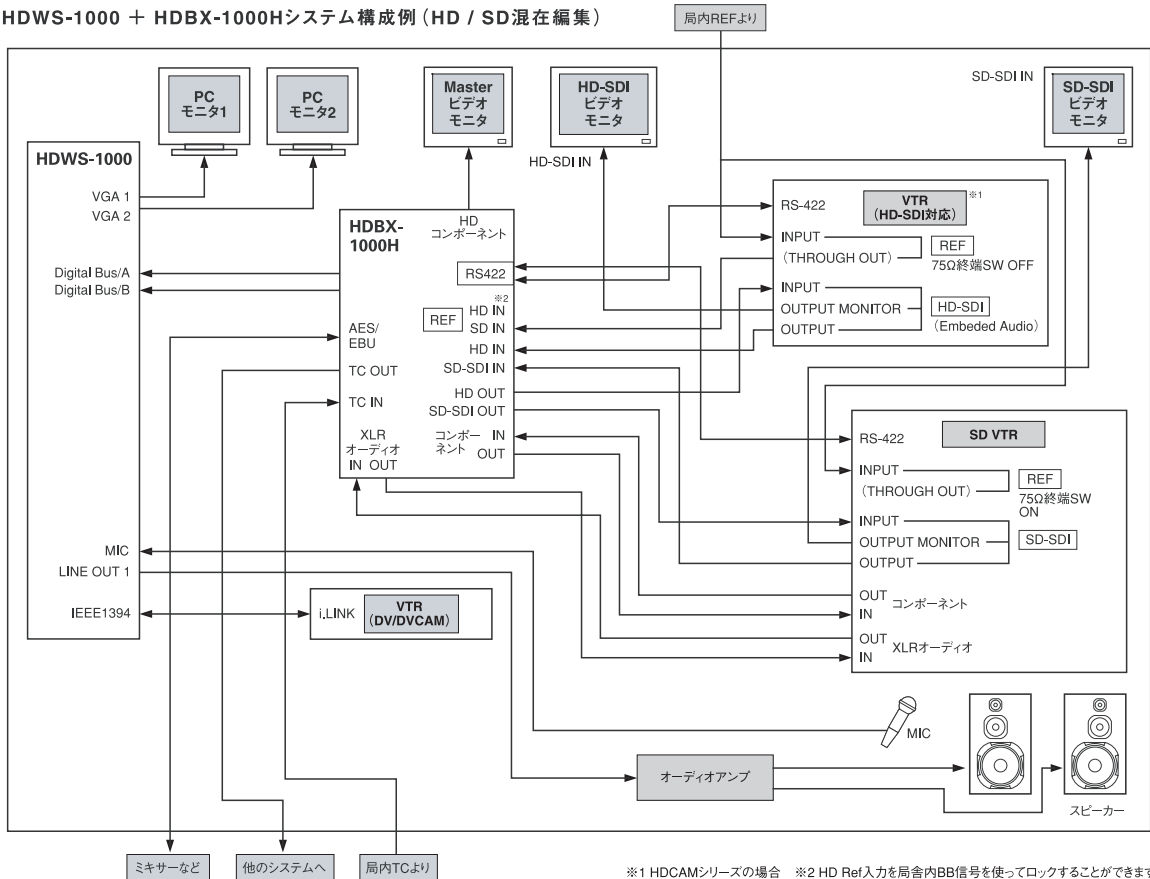 HDWS-1000 + HDBX-1000Hシステム構成例(HD / SD混在編集)
局内REFより
PC
モニタ1
PC
モニタ2
Master
ビデオ
モニタ
HD-SDI
ビデオ
モニタ
HD-SDI IN
SD-SDI IN
SD-SDI
ビデオ
モニタ
HDWS-1000
VGA 1
VGA 2
Digital Bus/A
Digital Bus/B
MIC
LINE OUT 1
IEEE1394
HDBX-
1000H
HD
コンポーネント
RS422
※2
REF
HD IN
SD IN
HD IN
SD-SDI IN
HD OUT
SD-SDI OUT
コンポー
ネント
IN
OUT
AES/
EBU
TC OUT
TC IN
XLR
オーディオ
IN OUT
RS-422
VTR
(HD-SDI対応)
※1
INPUT
(THROUGH OUT)
REF
75Ω終端SW OFF
INPUT
OUTPUT MONITOR
OUTPUT
HD-SDI
(Embeded Audio)
RS-422
SD VTR
INPUT
(THROUGH OUT)
REF
75Ω終端SW
ON
INPUT
OUTPUT MONITOR
OUTPUT
SD-SDI
OUT
IN
コンポーネント
OUT
IN
XLRオーディオ
i.LINK
VTR
(DV/DVCAM)
MIC
オーディオアンプ
スピーカー
ミキサーなど
他のシステムへ
局内TCより
※1 HDCAMシリーズの場合 ※2 HD Ref入力を局舎内BB信号を使ってロックすることができます